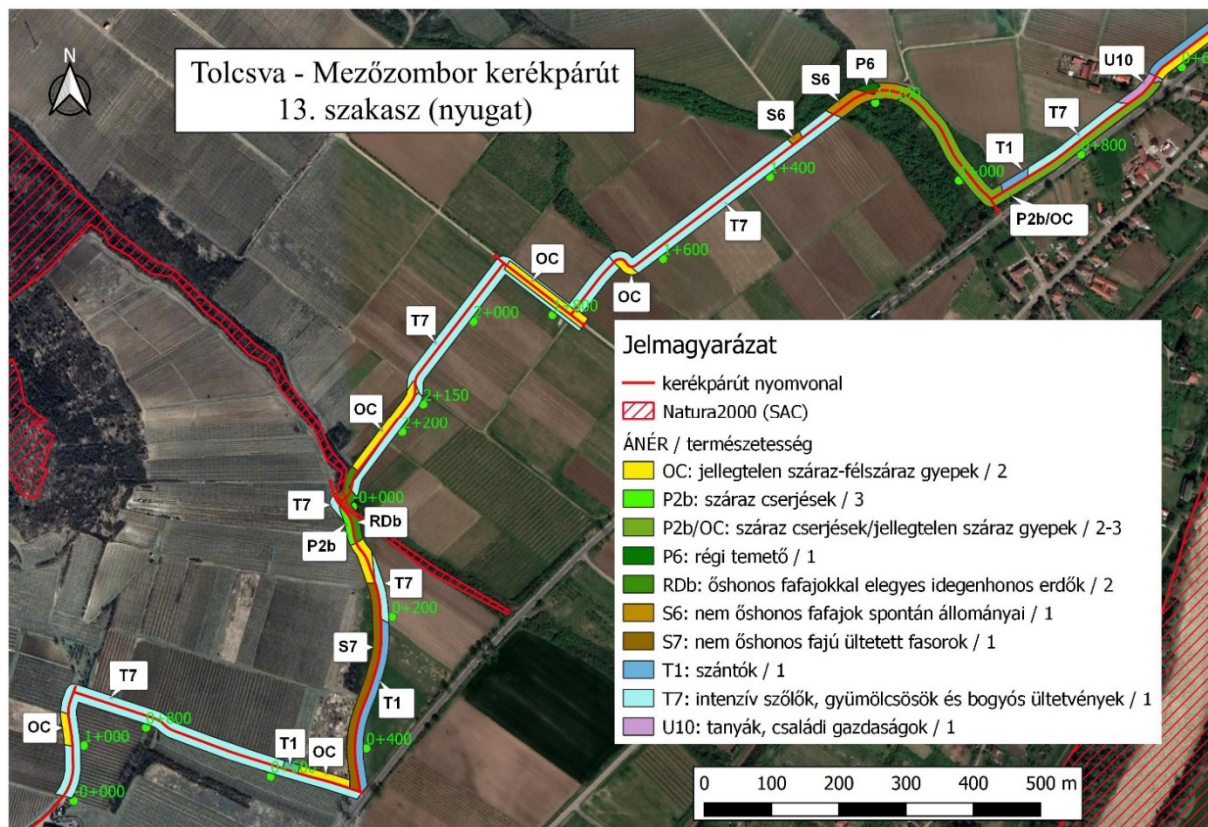 Tolcsva - Mezőzombor kerékpárút
13. szakasz (nyugat)
N
U10
P6
S6
T7
S6
T1
0+800
1+400
P2b/OC
T7
1+600
OC
OC
T7
2+000
2+150
OC
2+200
0+000
T7
RDb
P2b
T7
0+200
S7
T1
T7
0+800
OC
1+000
T1
OC
0+400
0+000
Jelmagyarázat
kerékpárút nyomvonal
Natura2000 (SAC)
ÁNÉR / természetesség
OC: jellegtelen száraz-félszáraz gyepek / 2
P2b: száraz cserjések / 3
P2b/OC: száraz cserjések/jellegtelen száraz gyepek / 2-3
P6: régi temető / 1
RDb: őshonos fafajokkal elegyes idegenhonos erdők / 2
S6: nem őshonos fafajok spontán állományai / 1
S7: nem őshonos fajú ültetett fasorok / 1
T1: szántók / 1
T7: intenzív szőlők, gyümölcsösök és bogyós ültetvények / 1
U10: tanyák, családi gazdaságok / 1
0 100 200 300 400 500 m